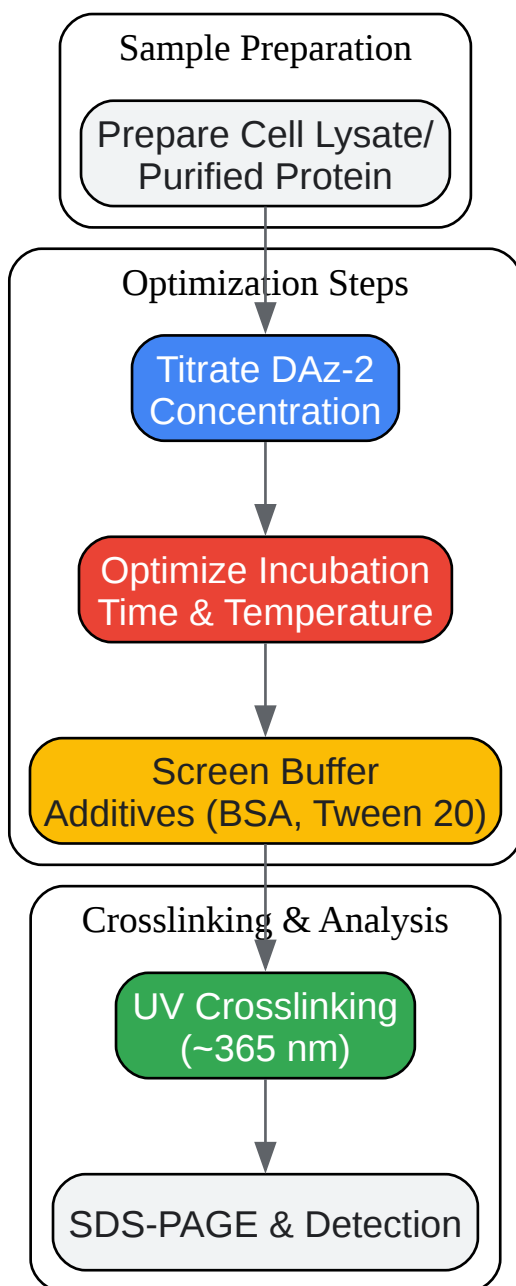 Sample Preparation
Prepare Cell Lysate/
Purified Protein
Optimization Steps
Titrate DAz-2
Concentration
Optimize Incubation
Time & Temperature
Screen Buffer
Additives (BSA, Tween 20)
Crosslinking & Analysis
UV Crosslinking
(~365 nm)
SDS-PAGE & Detection